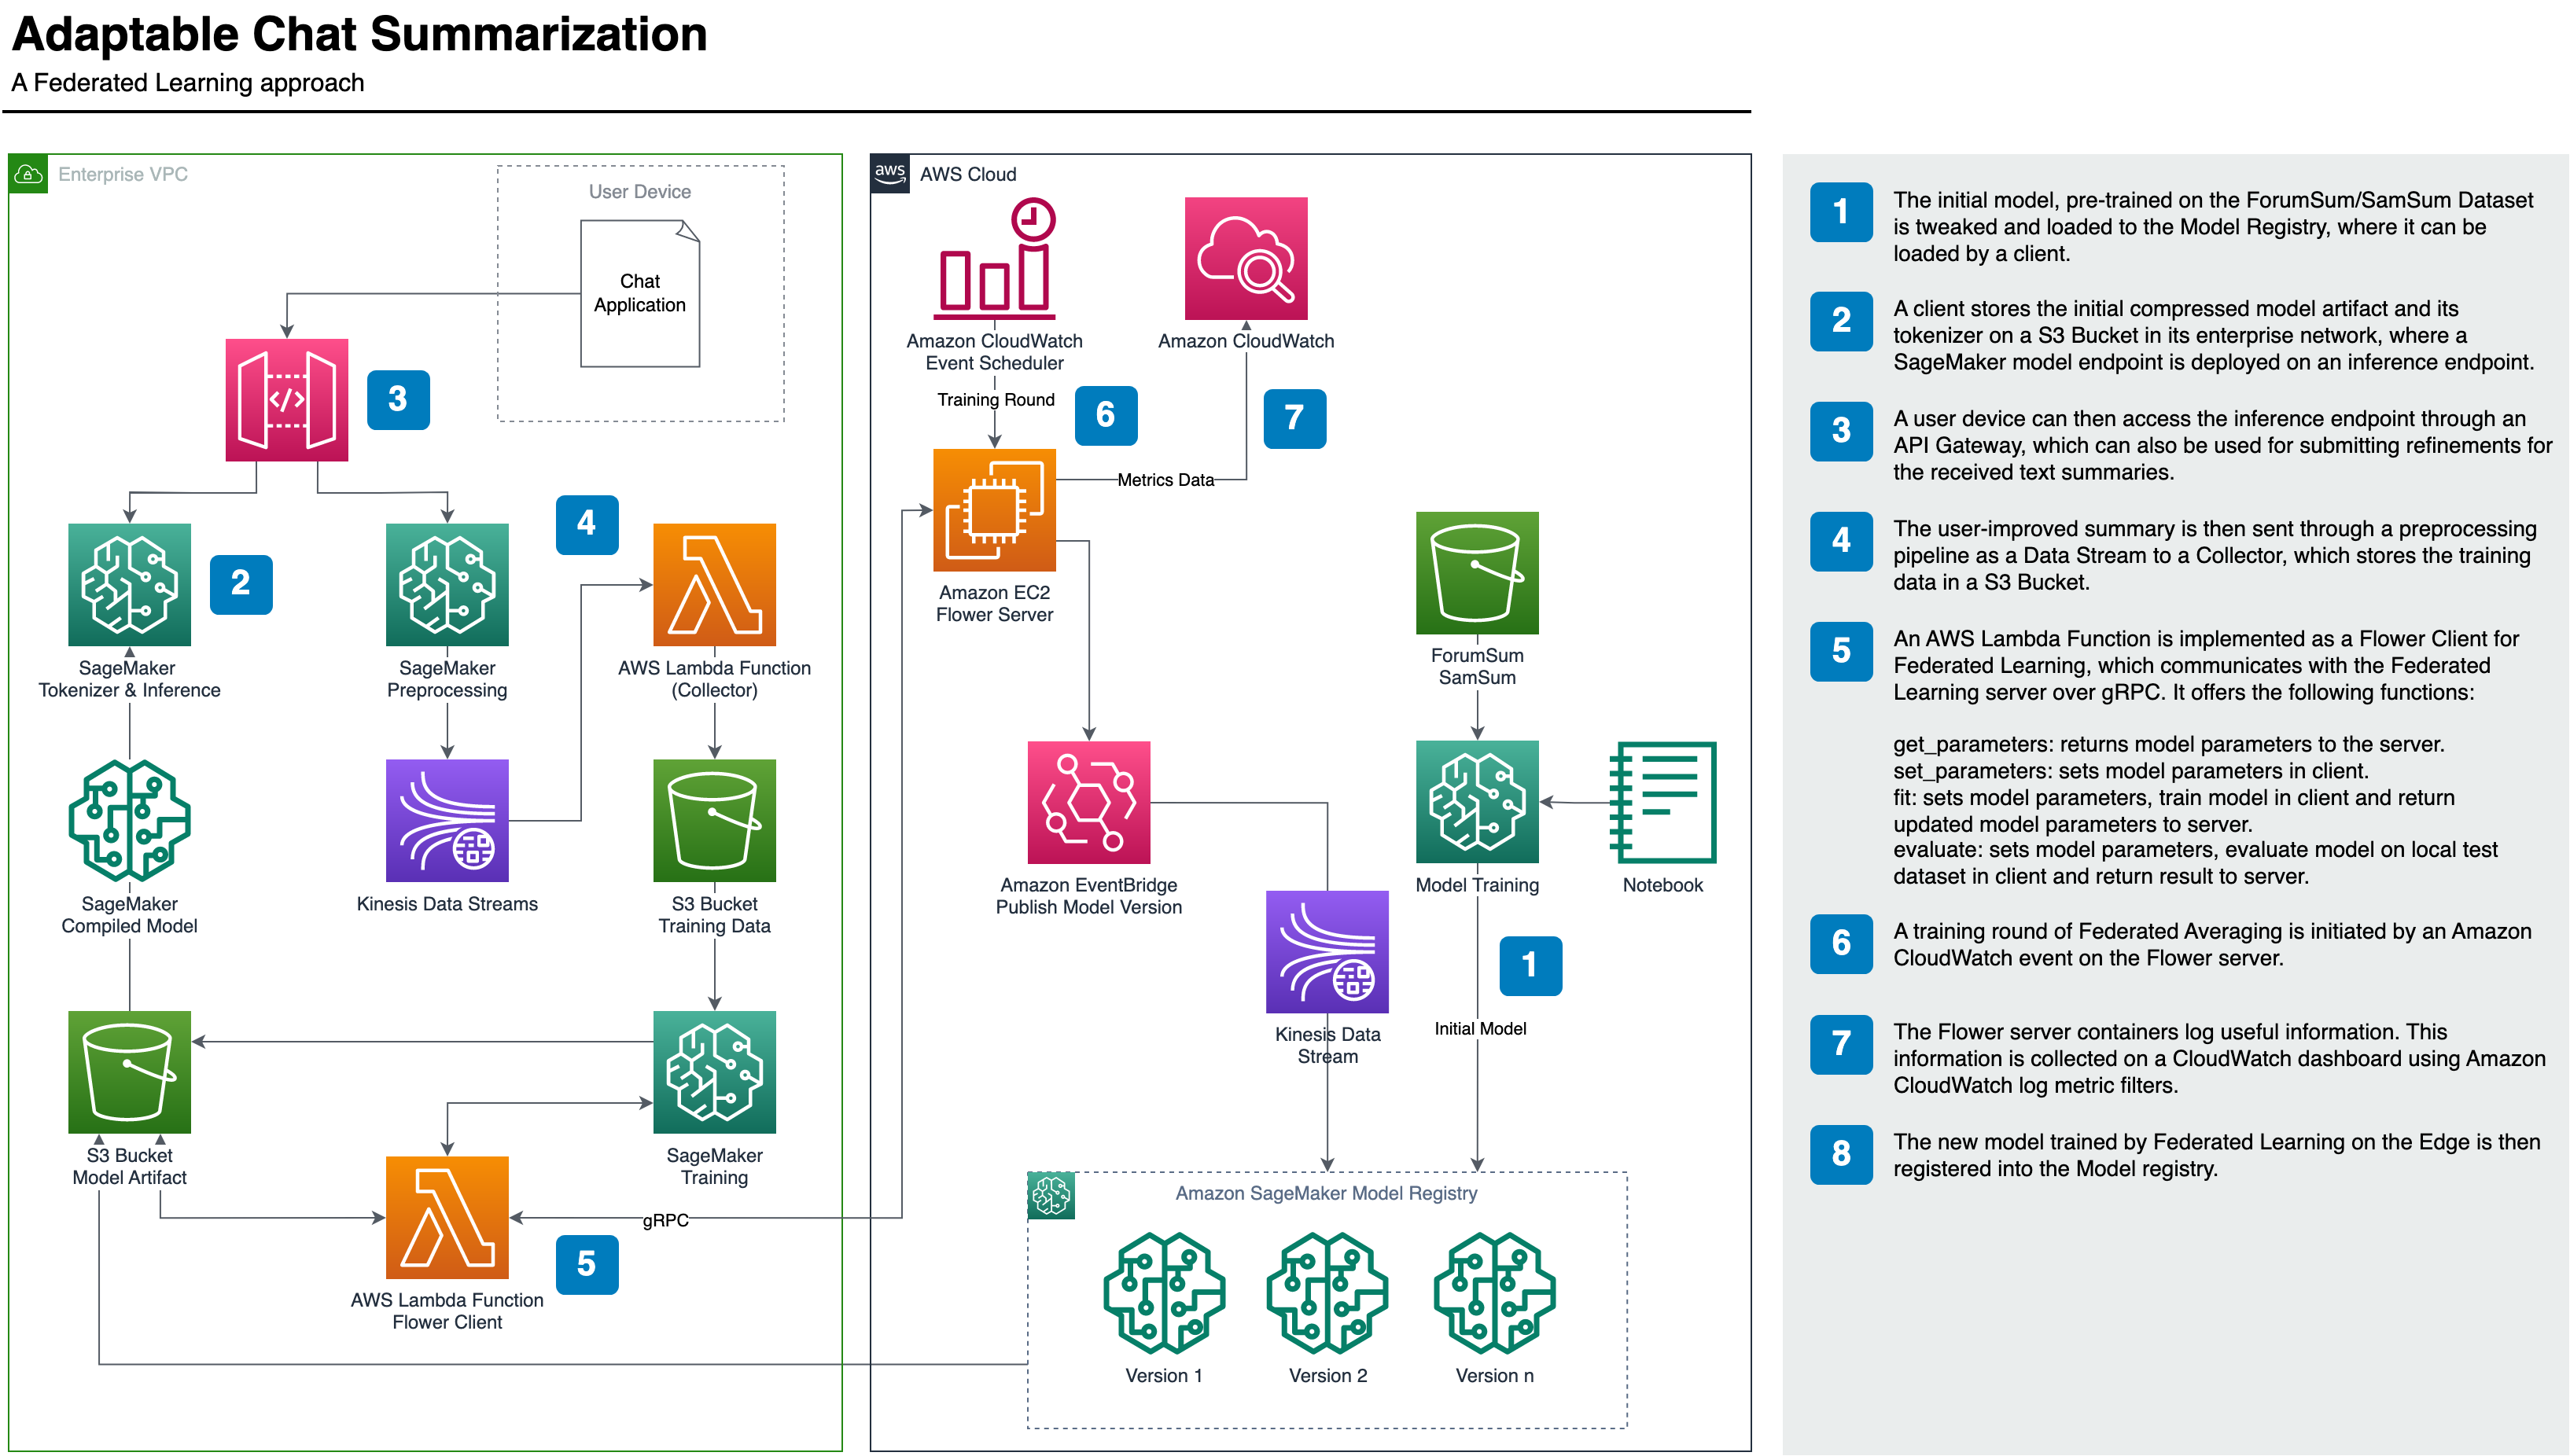 Adaptable Chat Summarization
A Federated Learning approach
Enterprise VPC
User Device
Chat
Application
3
2
SageMaker
Tokenizer & Inference
SageMaker
Preprocessing
4
AWS Lambda Function
(Collector)
SageMaker
Compiled Model
Kinesis Data Streams
S3 Bucket
Training Data
S3 Bucket
Model Artifact
SageMaker
Training
gRPC
5
AWS Lambda Function
Flower Client
aws
AWS Cloud
Amazon CloudWatch
Event Scheduler
Amazon CloudWatch
Training Round
6
7
Metrics Data
Amazon EC2
Flower Server
ForumSum
SamSum
Amazon EventBridge
Publish Model Version
Model Training
Notebook
Kinesis Data
Stream
1
Initial Model
Amazon SageMaker Model Registry
Version 1
Version 2
Version n
1
The initial model, pre-trained on the ForumSum/SamSum Dataset
is tweaked and loaded to the Model Registry, where it can be
loaded by a client.
2
A client stores the initial compressed model artifact and its
tokenizer on a S3 Bucket in its enterprise network, where a
SageMaker model endpoint is deployed on an inference endpoint.
3
A user device can then access the inference endpoint through an
API Gateway, which can also be used for submitting refinements for
the received text summaries.
4
The user-improved summary is then sent through a preprocessing
pipeline as a Data Stream to a Collector, which stores the training
data in a S3 Bucket.
5
An AWS Lambda Function is implemented as a Flower Client for
Federated Learning, which communicates with the Federated
Learning server over gRPC. It offers the following functions:
get_parameters: returns model parameters to the server.
set_parameters: sets model parameters in client.
fit: sets model parameters, train model in client and return
updated model parameters to server.
evaluate: sets model parameters, evaluate model on local test
dataset in client and return result to server.
6
A training round of Federated Averaging is initiated by an Amazon
CloudWatch event on the Flower server.
7
The Flower server containers log useful information. This
information is collected on a CloudWatch dashboard using Amazon
CloudWatch log metric filters.
8
The new model trained by Federated Learning on the Edge is then
registered into the Model registry.